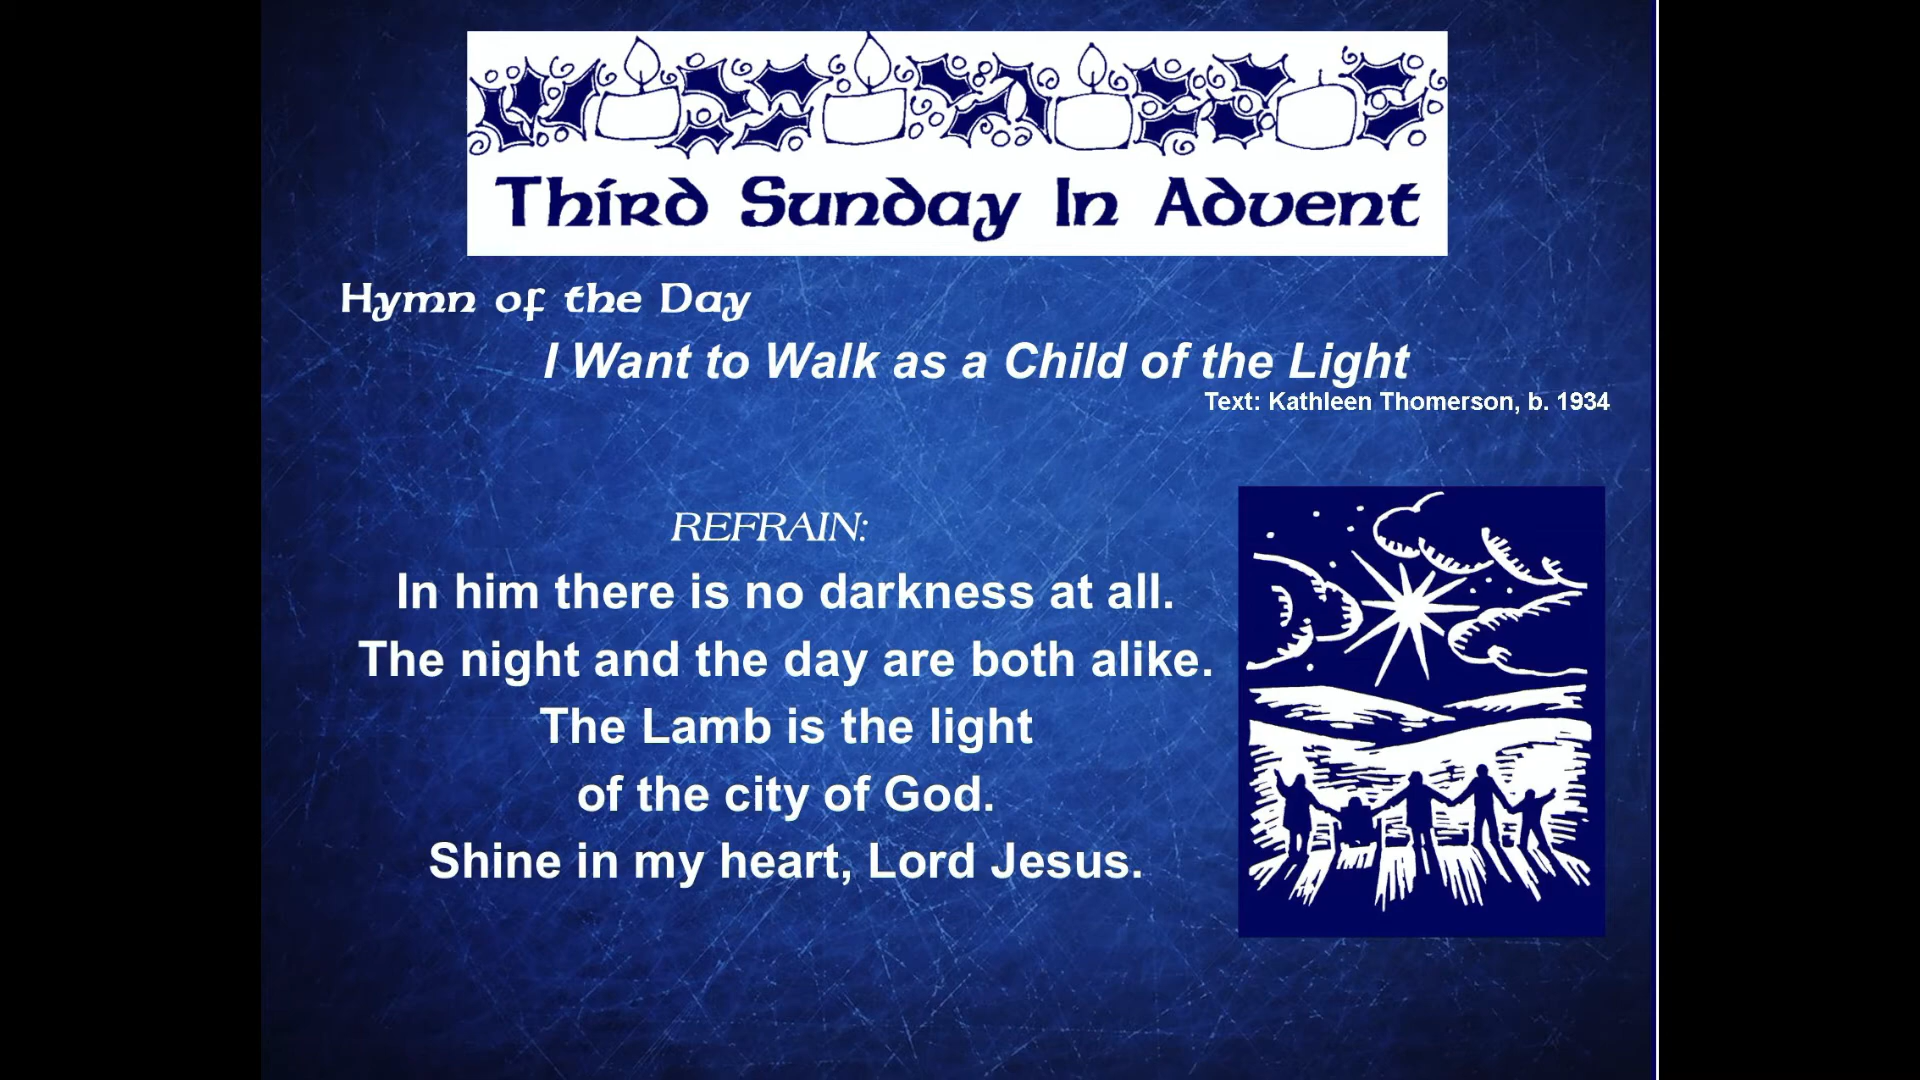 Third Sunday In Advent
Hymn of the Day
I Want to Walk as a Child of the Light
Text: Kathleen Thomerson, b. 1934
REFRAIN:
In him there is no darkness at all.
The night and the day are both alike.
The Lamb is the light
of the city of God.
Shine in my heart, Lord Jesus.